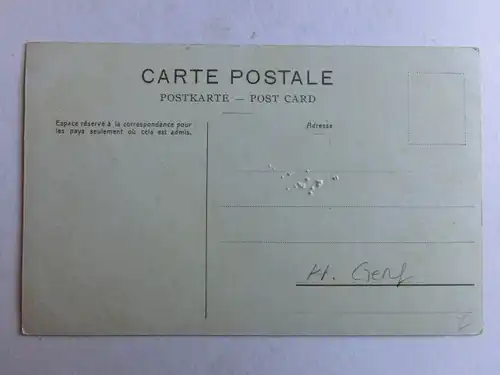 CARTE POSTALE
POSTKARTE — POST CARD
Espace réservé à la correspondance pour
les pays seulement où cela est admis.
Adresse
Kt. Genf